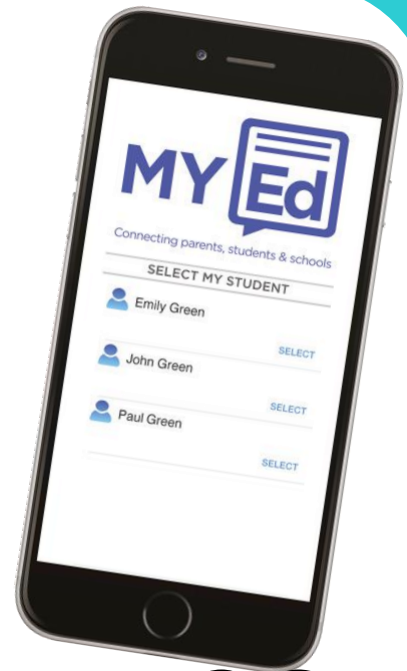 MY Ed
Connecting parents, students & schools
SELECT MY STUDENT
Emily Green
SELECT
John Green
SELECT
Paul Green
SELECT